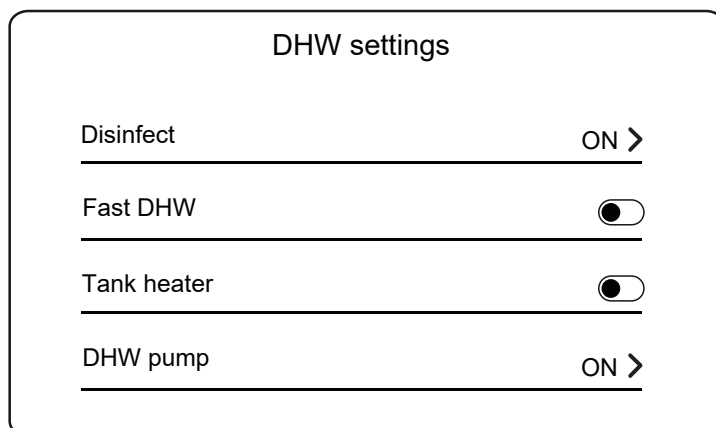 DHW settings
Disinfect ON
Fast DHW
Tank heater
DHW pump ON